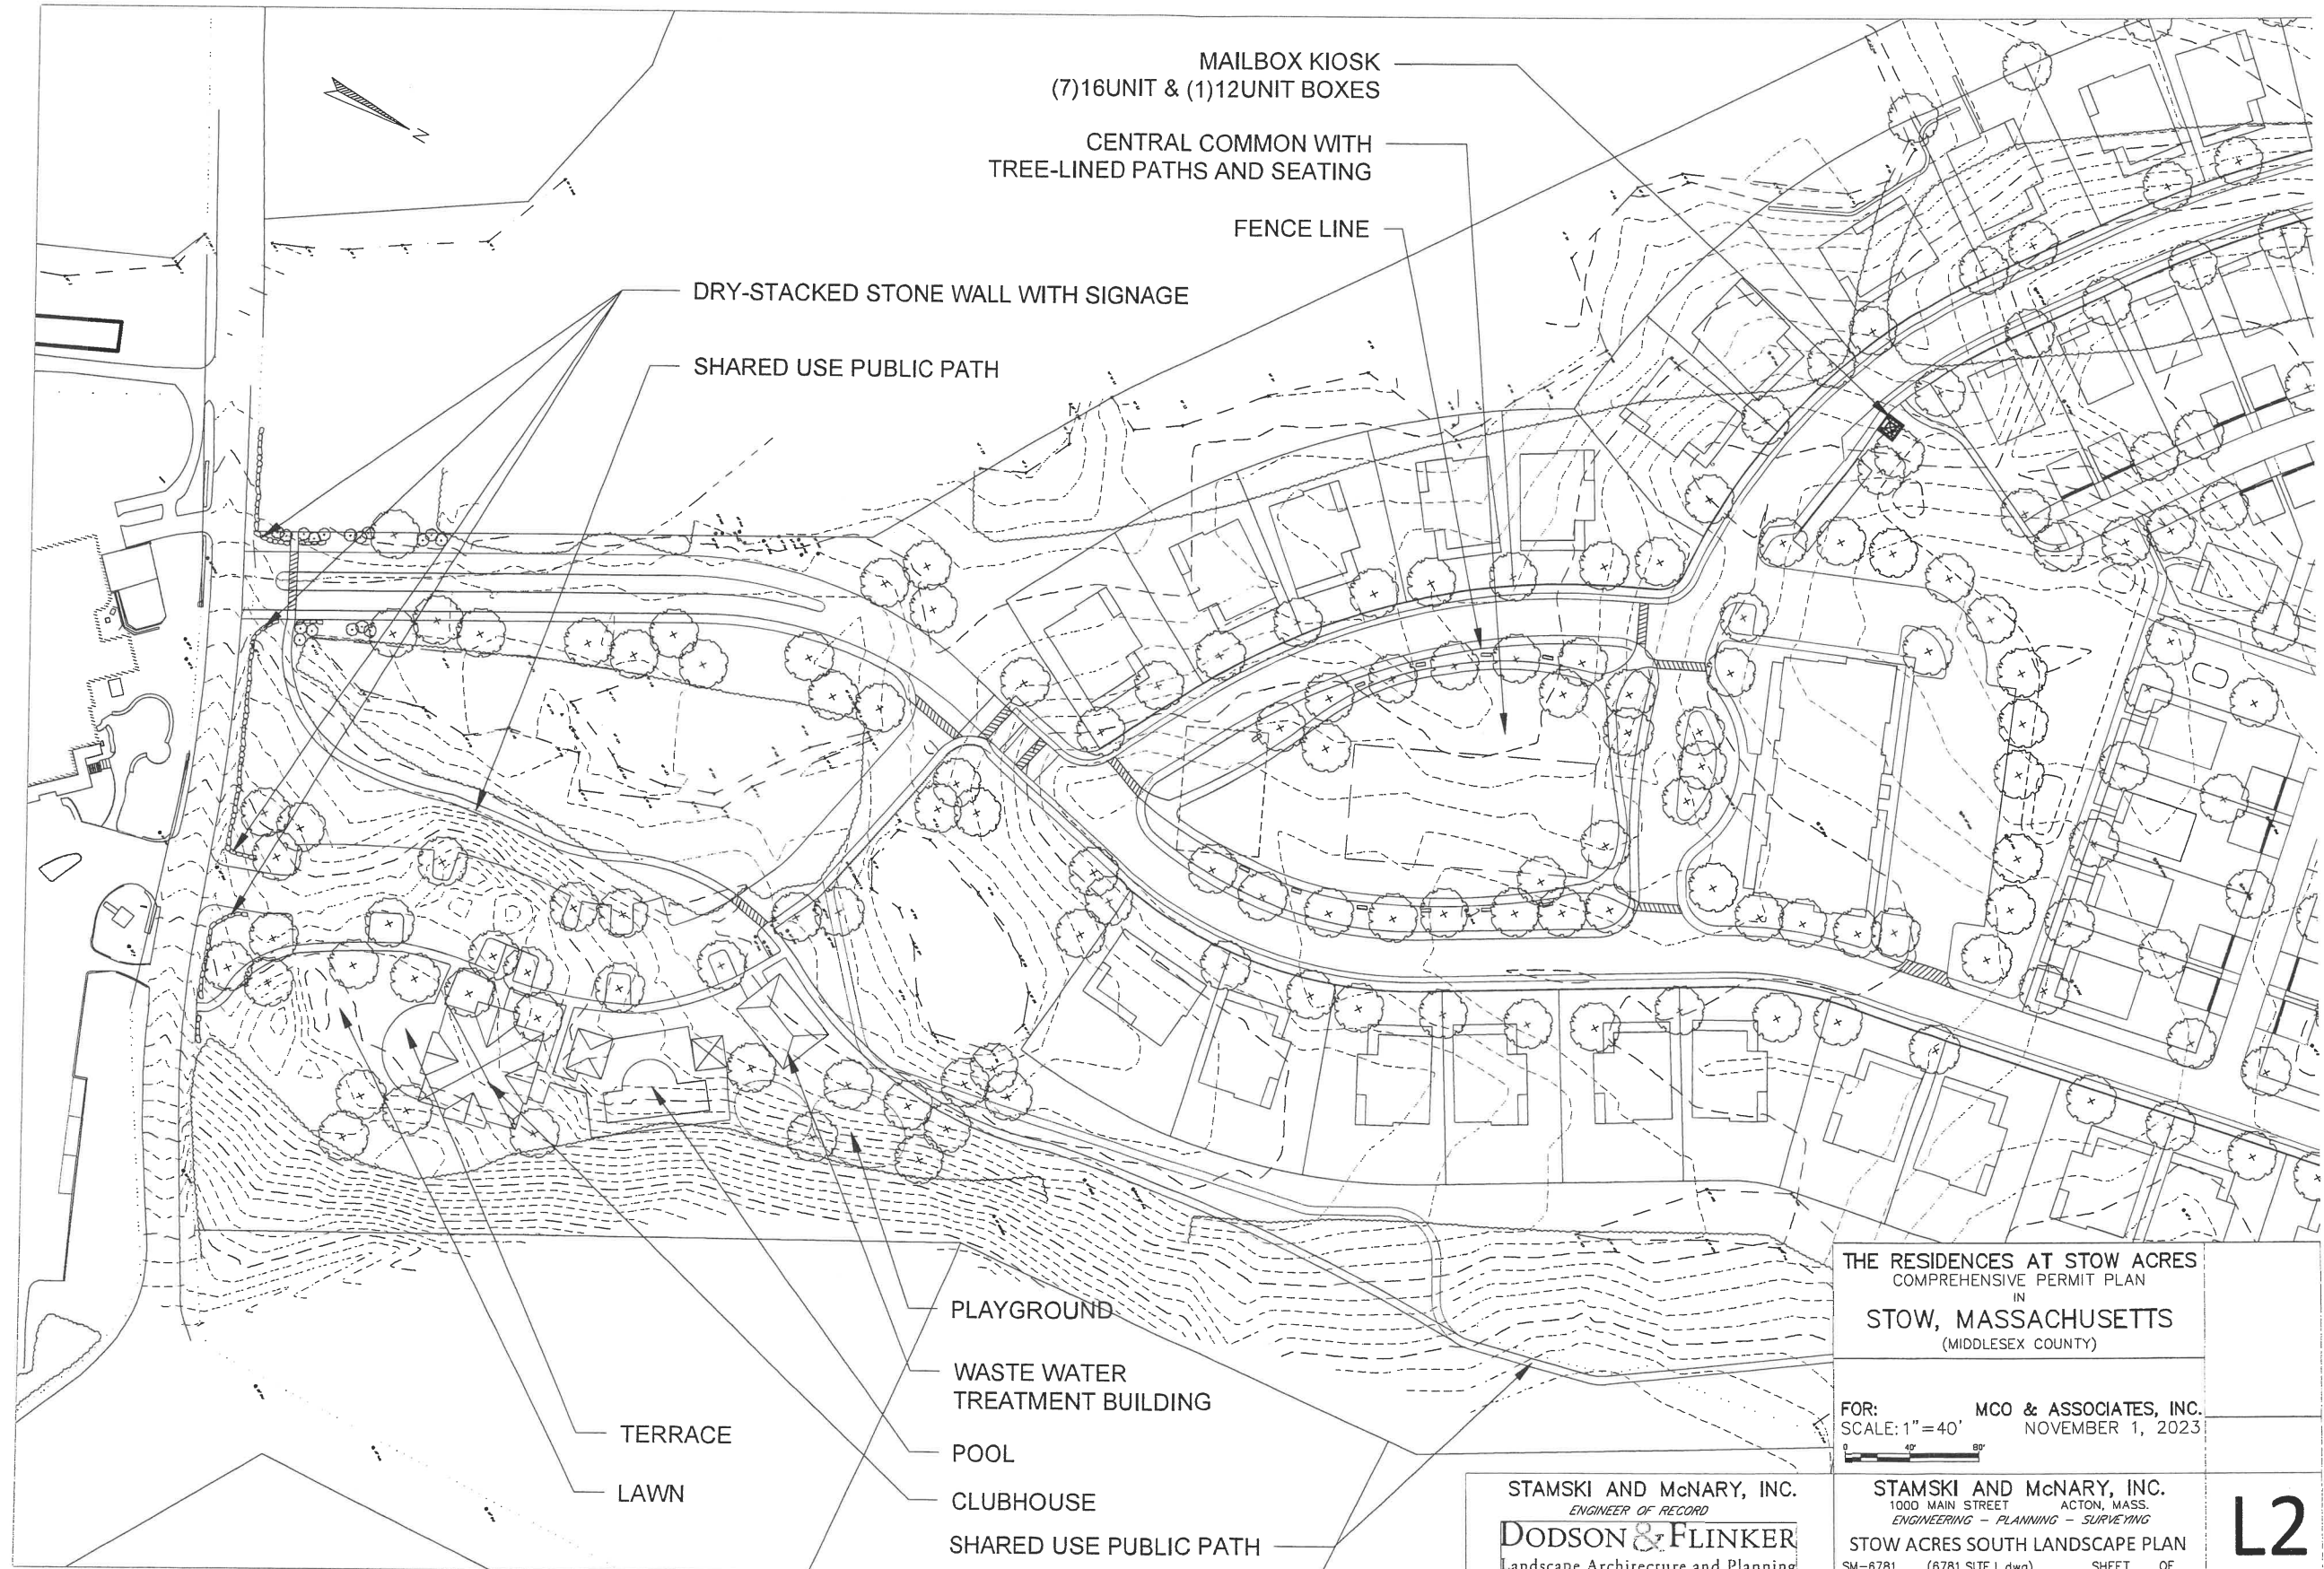 MAILBOX KIOSK
(7)16UNIT & (1)12UNIT BOXES
CENTRAL COMMON WITH
TREE-LINED PATHS AND SEATING
FENCE LINE
DRY-STACKED STONE WALL WITH SIGNAGE
SHARED USE PUBLIC PATH
N
PLAYGROUND
WASTE WATER
TREATMENT BUILDING
POOL
CLUBHOUSE
SHARED USE PUBLIC PATH
TERRACE
LAWN
THE RESIDENCES AT STOW ACRES
COMPREHENSIVE PERMIT PLAN
IN
STOW, MASSACHUSETTS
(MIDDLESEX COUNTY)
FOR: MCO & ASSOCIATES, INC.
SCALE: 1"=40' NOVEMBER 1, 2023
0 40' 80'
STAMSKI AND McNARY, INC.
ENGINEER OF RECORD
DODSON & FLINKER
Landscape Architecture and Planning
STAMSKI AND McNARY, INC.
1000 MAIN STREET ACTON, MASS.
ENGINEERING - PLANNING - SURVEYING
STOW ACRES SOUTH LANDSCAPE PLAN
SM-6781 (6781 SITE L.dwg) SHEET OF
L2